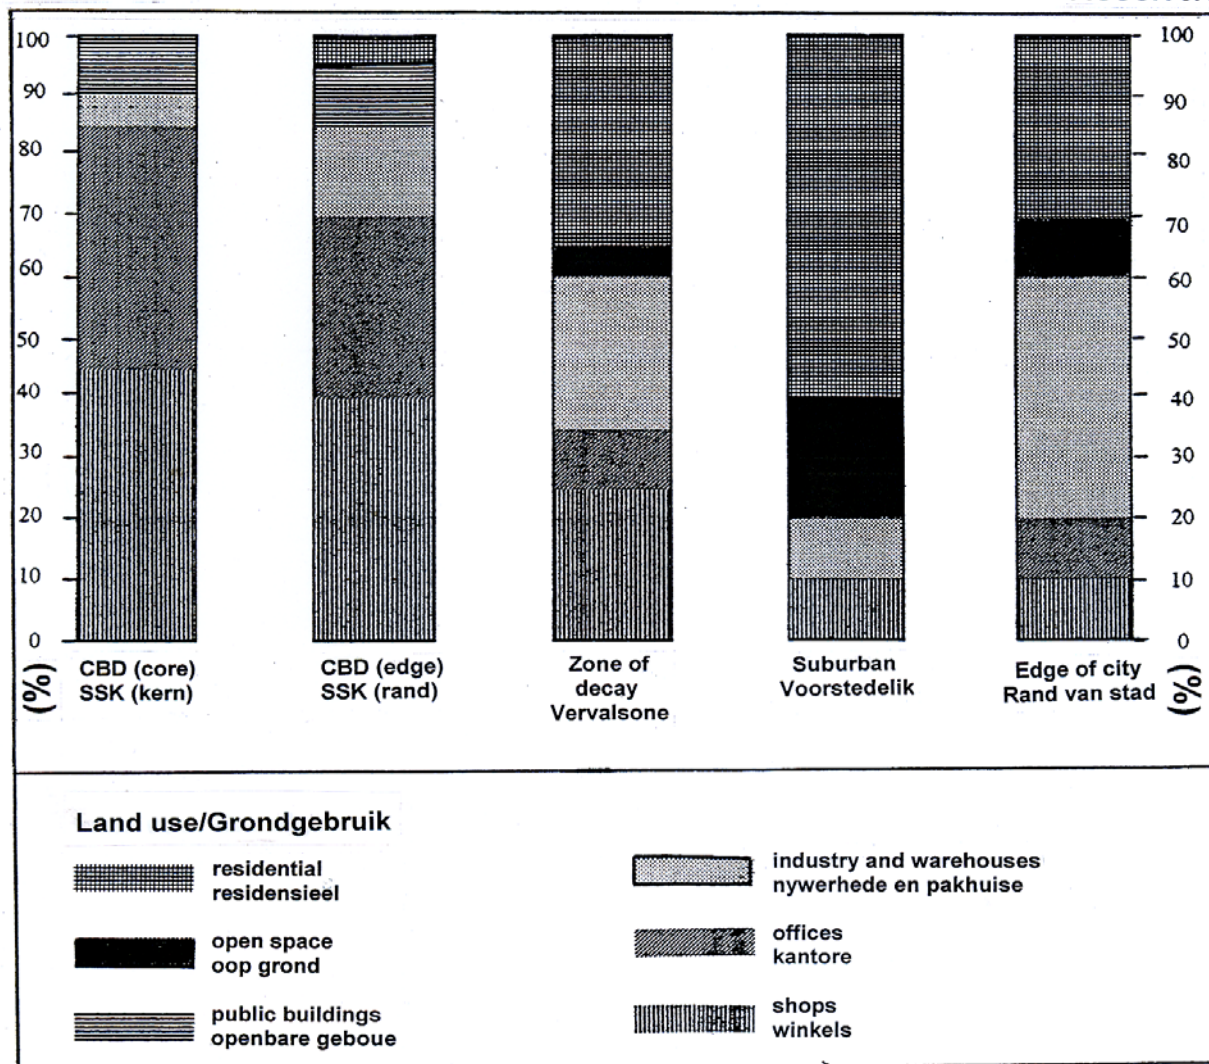 100
90
80
70
60
50
40
30
20
10
0
(%)
100
90
80
70
60
50
40
30
20
10
0
(%)
CBD (core)
SSK (kern)
CBD (edge)
SSK (rand)
Zone of
decay
Vervalsone
Suburban
Voorstedelik
Edge of city
Rand van stad
Land use/Grondgebruik
residential
residensieël
open space
oop grond
public buildings
openbare geboue
industry and warehouses
nywerhede en pakhuise
offices
kantore
shops
winkels